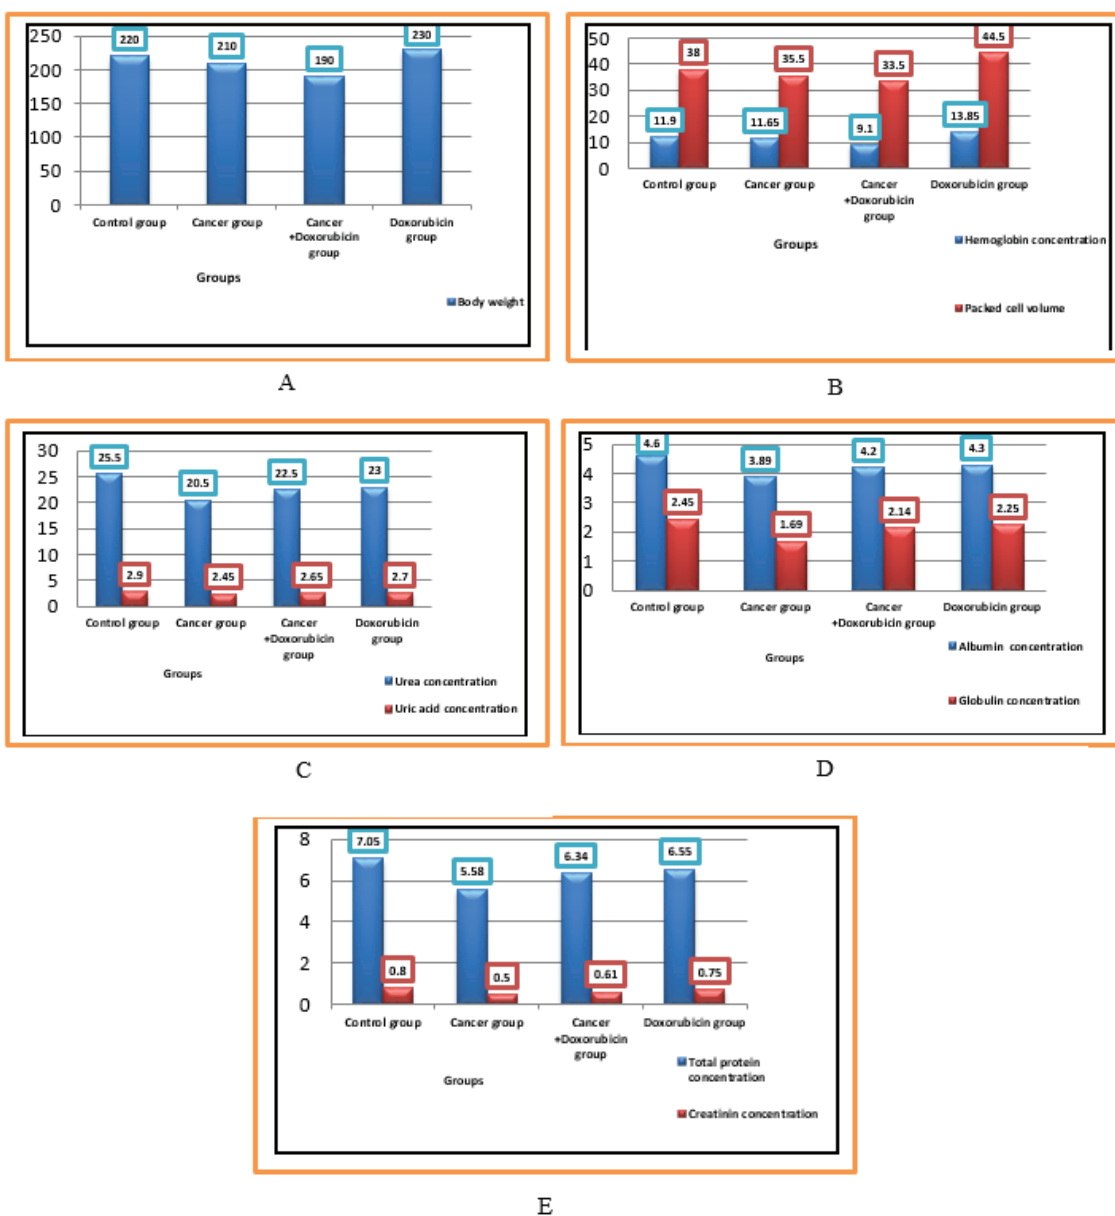 250
200
150
100
50
0
220
210
190
230
Control group
Cancer group
Cancer
+Doxorubicin
group
Doxorubicin
group
Groups
Body weight
A
50
40
30
20
10
0
11.9
38
11.65
35.5
9.1
33.5
13.85
44.5
Control group
Cancer group
Cancer
+Doxorubicin
group
Doxorubicin group
Groups
Hemoglobin concentration
Packed cell volume
B
30
25
20
15
10
5
0
25.5
2.9
20.5
2.45
22.5
2.65
23
2.7
Control group
Cancer group
Cancer
+Doxorubicin
group
Doxorubicin
group
Groups
Urea concentration
Uric acid concentration
C
5
4
3
2
1
0
4.6
2.45
3.89
1.69
4.2
2.14
4.3
2.25
Control group
Cancer group
Cancer
+Doxorubicin group
Doxorubicin group
Groups
Albumin concentration
Globulin concentration
D
8
6
4
2
0
7.05
0.8
5.58
0.5
6.34
0.61
6.55
0.75
Control group
Cancer group
Cancer
+Doxorubicin
group
Doxorubicin group
Groups
Total protein
concentration
Creatinin concentration
E